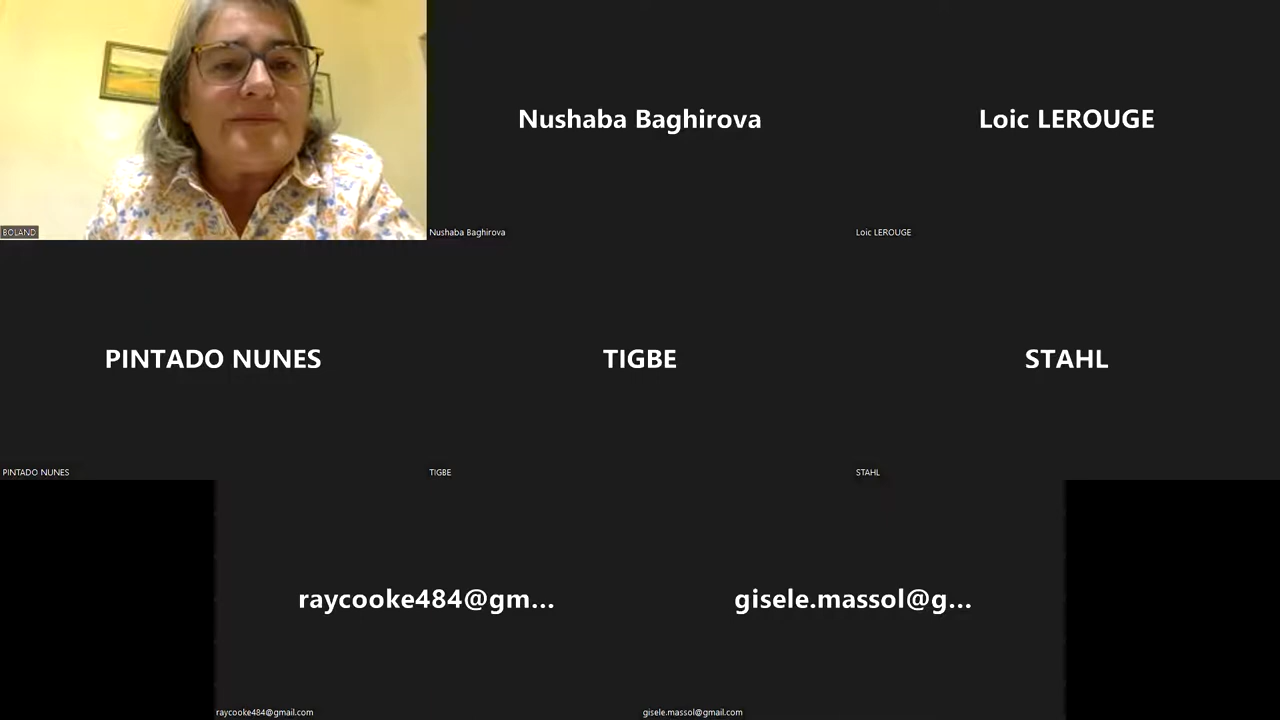 Nushaba Baghirova
Loic LEROUGE
BOLAND
Nushaba Baghirova
Loic LEROUGE
PINTADO NUNES
TIGBE
STAHL
PINTADO NUNES
TIGBE
STAHL
raycooke484@gm...
gisele.massol@g...
raycooke484@gmail.com
gisele.massol@gmail.com